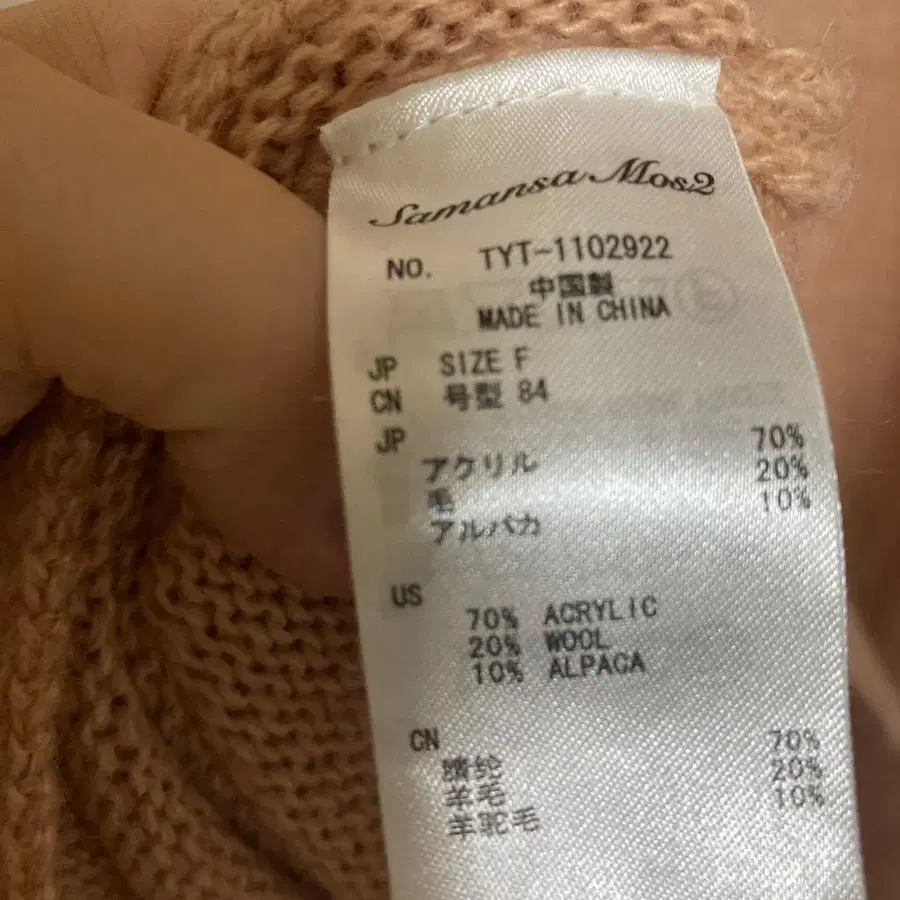 Samansa Mos2
NO. TYT-1102922
中国製
MADE IN CHINA
JP SIZE F
CN 号型 84
JP
アクリル 70%
毛 20%
アルパカ 10%
US
70% ACRYLIC
20% WOOL
10% ALPACA
CN
腈纶 70%
羊毛 20%
羊驼毛 10%